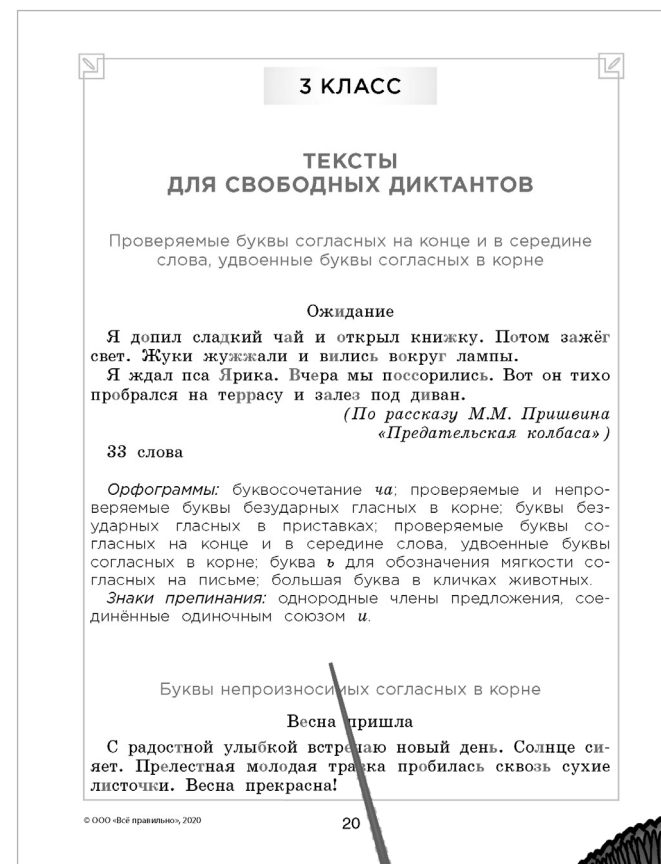 3 КЛАСС
ТЕКСТЫ
ДЛЯ СВОБОДНЫХ ДИКТАНТОВ
Проверяемые буквы согласных на конце и в середине
слова, удвоенные буквы согласных в корне
Ожидание
Я допил сладкий чай и открыл книжку. Потом зажёг
свет. Жуки жужжали и вились вокруг лампы.
Я ждал пса Ярика. Вчера мы поссорились. Вот он тихо
пробрался на террасу и залез под диван.
(По рассказу М.М. Пришвина
«Предательская колбаса»)
33 слова
Орфограммы: буквосочетание ча; проверяемые и непро-
веряемые буквы безударных гласных в корне; буквы без-
ударных гласных в приставках; проверяемые буквы со-
гласных на конце и в середине слова, удвоенные буквы
согласных в корне; буква ь для обозначения мягкости со-
гласных на письме; большая буква в кличках животных.
Знаки препинания: однородные члены предложения, сое-
динённые одиночным союзом и.
Буквы непроизносимых согласных в корне
Весна пришла
С радостной улыбкой встречаю новый день. Солнце си-
яет. Прелестная молодая травка пробилась сквозь сухие
листочки. Весна прекрасна!
© ООО «Всё правильно», 2020
20